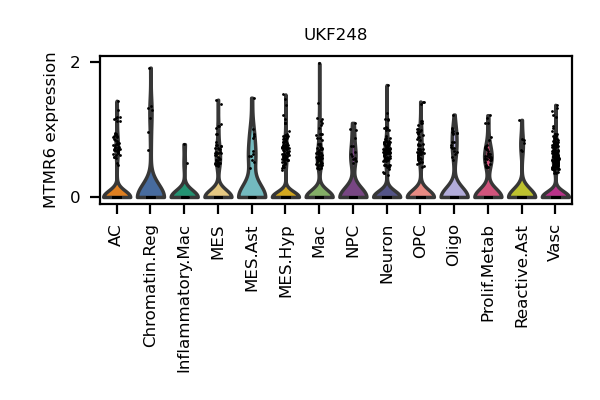 UKF248
MTMR6 expression
2
0
AC
Chromatin.Reg
Inflammatory.Mac
MES
MES.Ast
MES.Hyp
Mac
NPC
Neuron
OPC
Oligo
Prolif.Metab
Reactive.Ast
Vasc